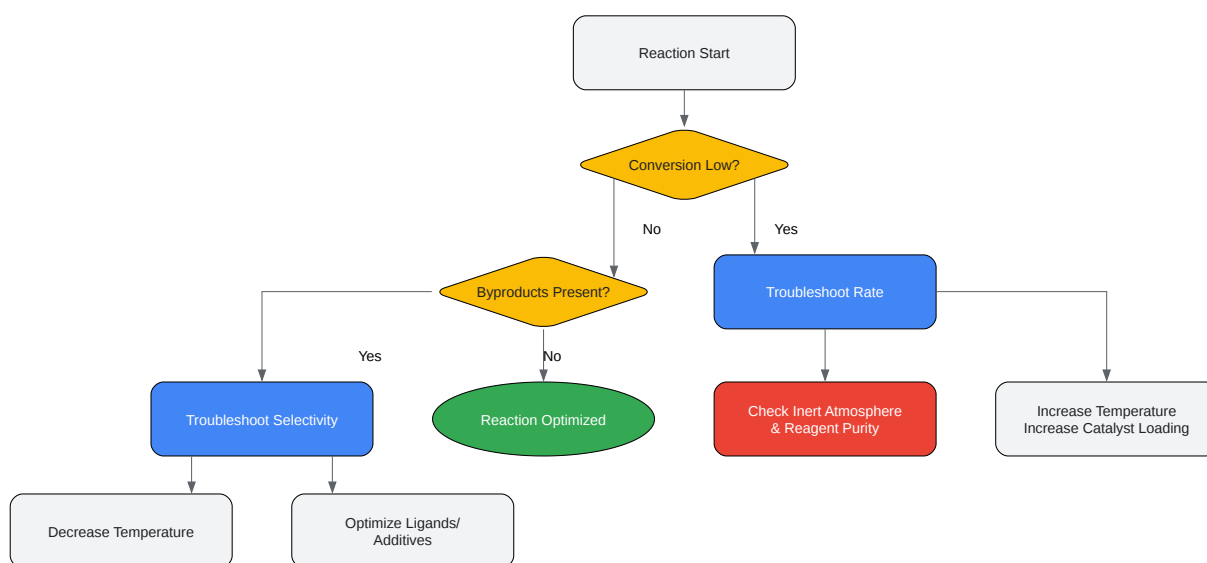 Reaction Start
Conversion Low?
No
Yes
Byproducts Present?
Troubleshoot Rate
Yes
No
Troubleshoot Selectivity
Reaction Optimized
Check Inert Atmosphere
& Reagent Purity
Increase Temperature
Increase Catalyst Loading
Decrease Temperature
Optimize Ligands/
Additives